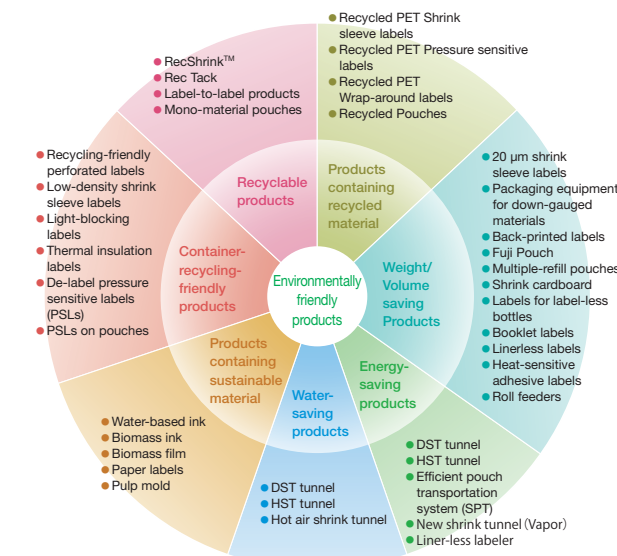 ● Recycled PET Shrink
sleeve labels
● Recycled PET Pressure sensitive
labels
● Recycled PET
Wrap-around labels
● Recycled Pouches
● RecShrink™
● Rec Tack
● Label-to-label products
● Mono-material pouches
● Recycling-friendly
perforated labels
● Low-density shrink
sleeve labels
● Light-blocking
labels
● Thermal insulation
labels
● De-label pressure
sensitive labels
(PSLs)
● PSLs on pouches
● 20 μm shrink
sleeve labels
● Packaging equipment
for down-gauged
materials
● Back-printed labels
● Fuji Pouch
● Multiple-refill pouches
● Shrink cardboard
● Labels for label-less
bottles
● Booklet labels
● Linerless labels
● Heat-sensitive
adhesive labels
● Roll feeders
Recyclable
products
Products
containing
recycled
material
Container-
recycling-
friendly
products
Environmentally
friendly
products
Weight/
Volume
saving
Products
Products
containing
sustainable
material
Water-
saving
products
Energy-
saving
products
● Water-based ink
● Biomass ink
● Biomass film
● Paper labels
● Pulp mold
● DST tunnel
● HST tunnel
● Hot air shrink tunnel
● DST tunnel
● HST tunnel
● Efficient pouch
transportation
system (SPT)
● New shrink tunnel (Vapor)
● Liner-less labeler